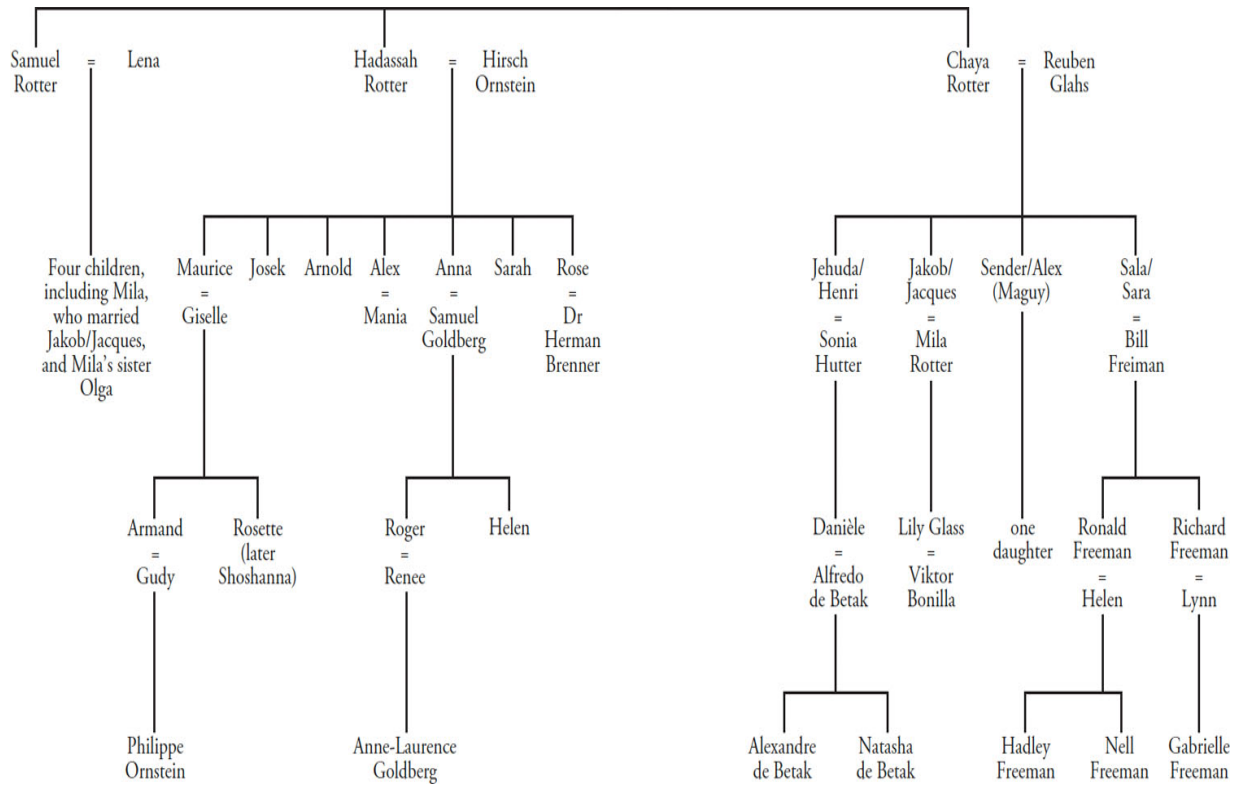 Samuel
Rotter
=
Lena
Hadassah
Rotter
=
Hirsch
Ornstein
Chaya
Rotter
=
Reuben
Glahs
Four children,
including Mila,
who married
Jakob/Jacques,
and Mila's sister
Olga
Maurice
=
Giselle
Josek
Arnold
Alex
=
Mania
Anna
=
Samuel
Goldberg
Sarah
Rose
=
Dr
Herman
Brenner
Jehuda/
Henri
=
Sonia
Hutter
Jakob/
Jacques
=
Mila
Rotter
Sender/Alex
(Maguy)
Sala/
Sara
=
Bill
Freiman
Armand
=
Gudy
Rosette
(later
Shoshanna)
Roger
=
Renee
Helen
Danièle
=
Alfredo
de Betak
Lily Glass
=
Viktor
Bonilla
one
daughter
Ronald
Freeman
=
Helen
Richard
Freeman
=
Lynn
Philippe
Ornstein
Anne-Laurence
Goldberg
Alexandre
de Betak
Natasha
de Betak
Hadley
Freeman
Nell
Freeman
Gabrielle
Freeman